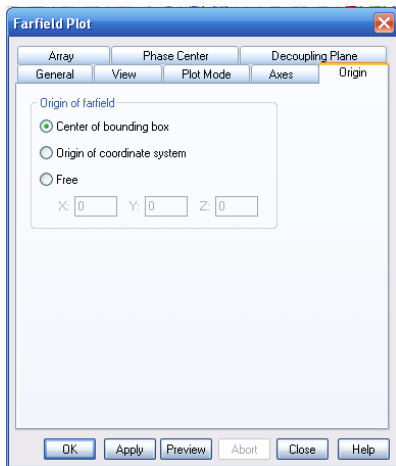 Farfield Plot
Array Phase Center Decoupling Plane
General View Plot Mode Axes Origin
Origin of farfield
Center of bounding box
Origin of coordinate system
Free
X: 0 Y: 0 Z: 0
OK Apply Preview Abort Close Help